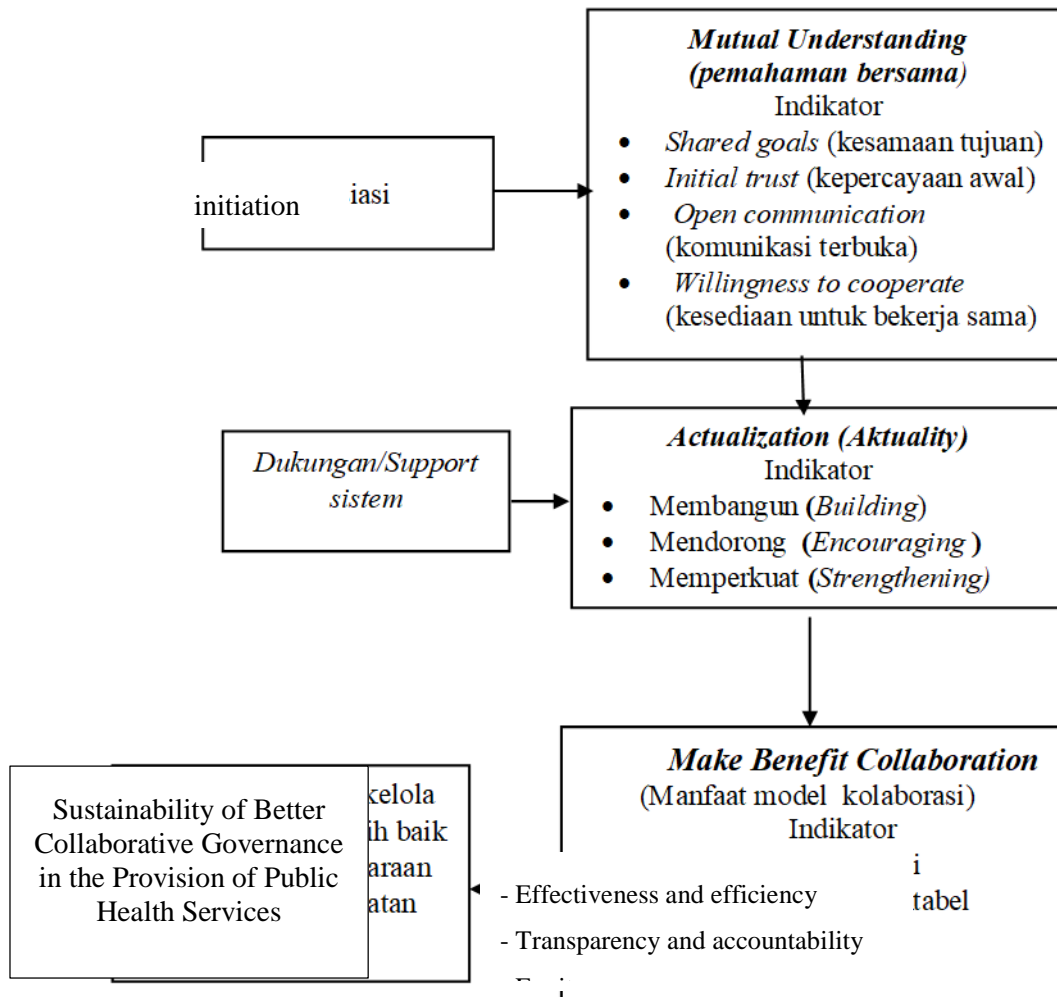 Mutual Understanding
(pemahaman bersama)
Indikator
• Shared goals (kesamaan tujuan)
• Initial trust (kepercayaan awal)
• Open communication
(komunikasi terbuka)
• Willingness to cooperate
(kesediaan untuk bekerja sama)
initiation
iasi
Dukungan/Support
sistem
Actualization (Aktuality)
Indikator
• Membangun (Building)
• Mendorong (Encouraging )
• Memperkuat (Strengthening)
Make Benefit Collaboration
(Manfaat model kolaborasi)
Indikator
i
tabel
- Effectiveness and efficiency
- Transparency and accountability
Sustainability of Better
Collaborative Governance
in the Provision of Public
Health Services
kelola
ih baik
araan
atan